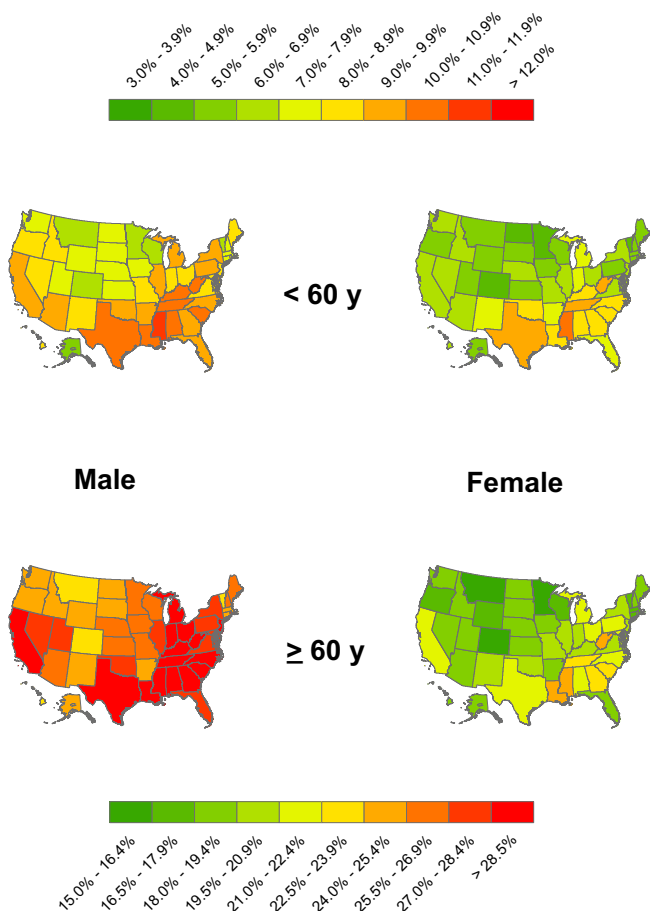 3.0% - 3.9%
4.0% - 4.9%
5.0% - 5.9%
6.0% - 6.9%
7.0% - 7.9%
8.0% - 8.9%
9.0% - 9.9%
10.0% - 10.9%
11.0% - 11.9%
> 12.0%
< 60 y
Male
Female
≥ 60 y
15.0% - 16.4%
16.5% - 17.9%
18.0% - 19.4%
19.5% - 20.9%
21.0% - 22.4%
22.5% - 23.9%
24.0% - 25.4%
25.5% - 26.9%
27.0% - 28.4%
> 28.5%